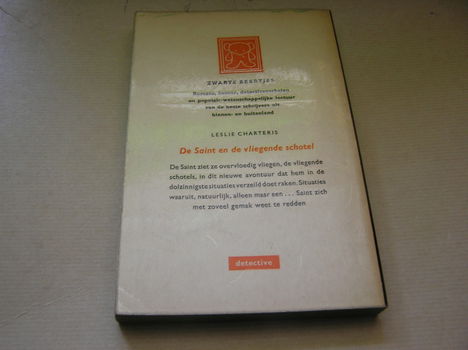 ZWARTE BEERTJES
Romans, humor, detectiveverhalen
en populair-wetenschappelijke lectuur
van de beste schrijvers uit
binnen- en buitenland
LESLIE CHARTERIS
De Saint en de vliegende schotel
De Saint ziet ze overvloedig vliegen, de vliegende
schotels, in dit nieuwe avontuur dat hem in de
dolzinnigste situaties verzeild doet raken. Situaties
waaruit, natuurlijk, alleen maar een ... Saint zich
met zoveel gemak weet te redden
detective